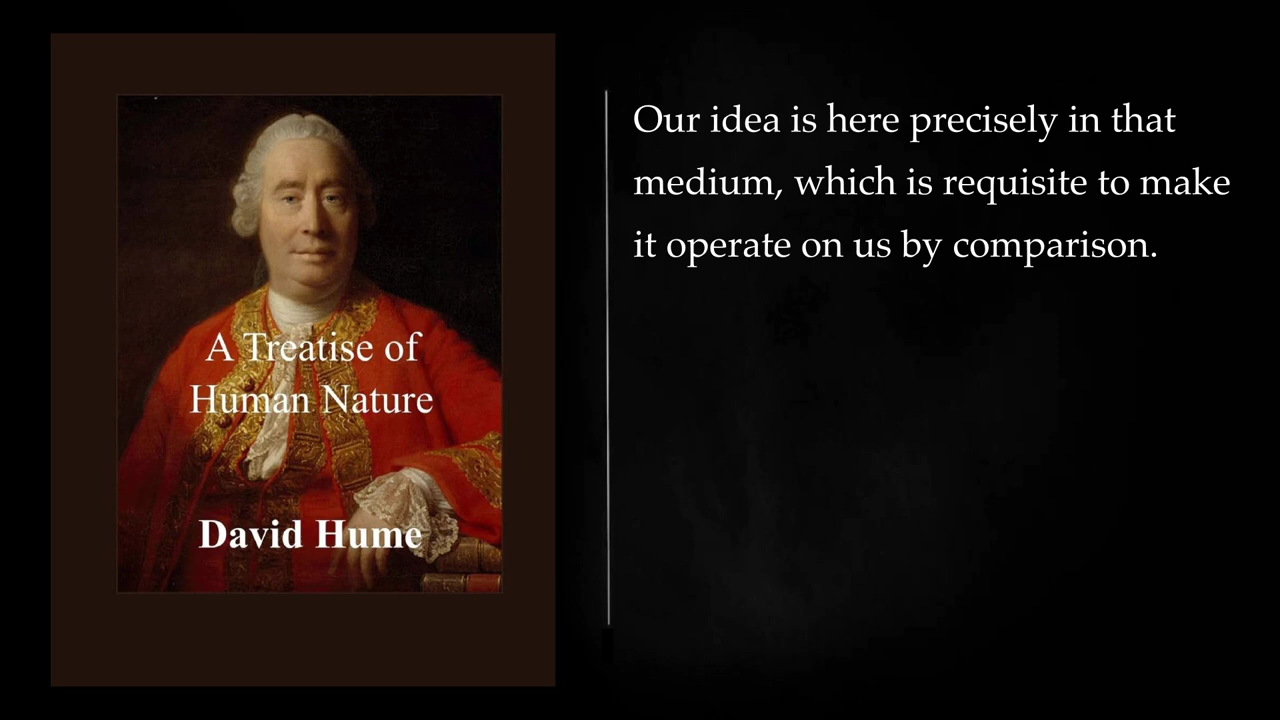 A Treatise of
Human Nature
David Hume
Our idea is here precisely in that
medium, which is requisite to make
it operate on us by comparison.